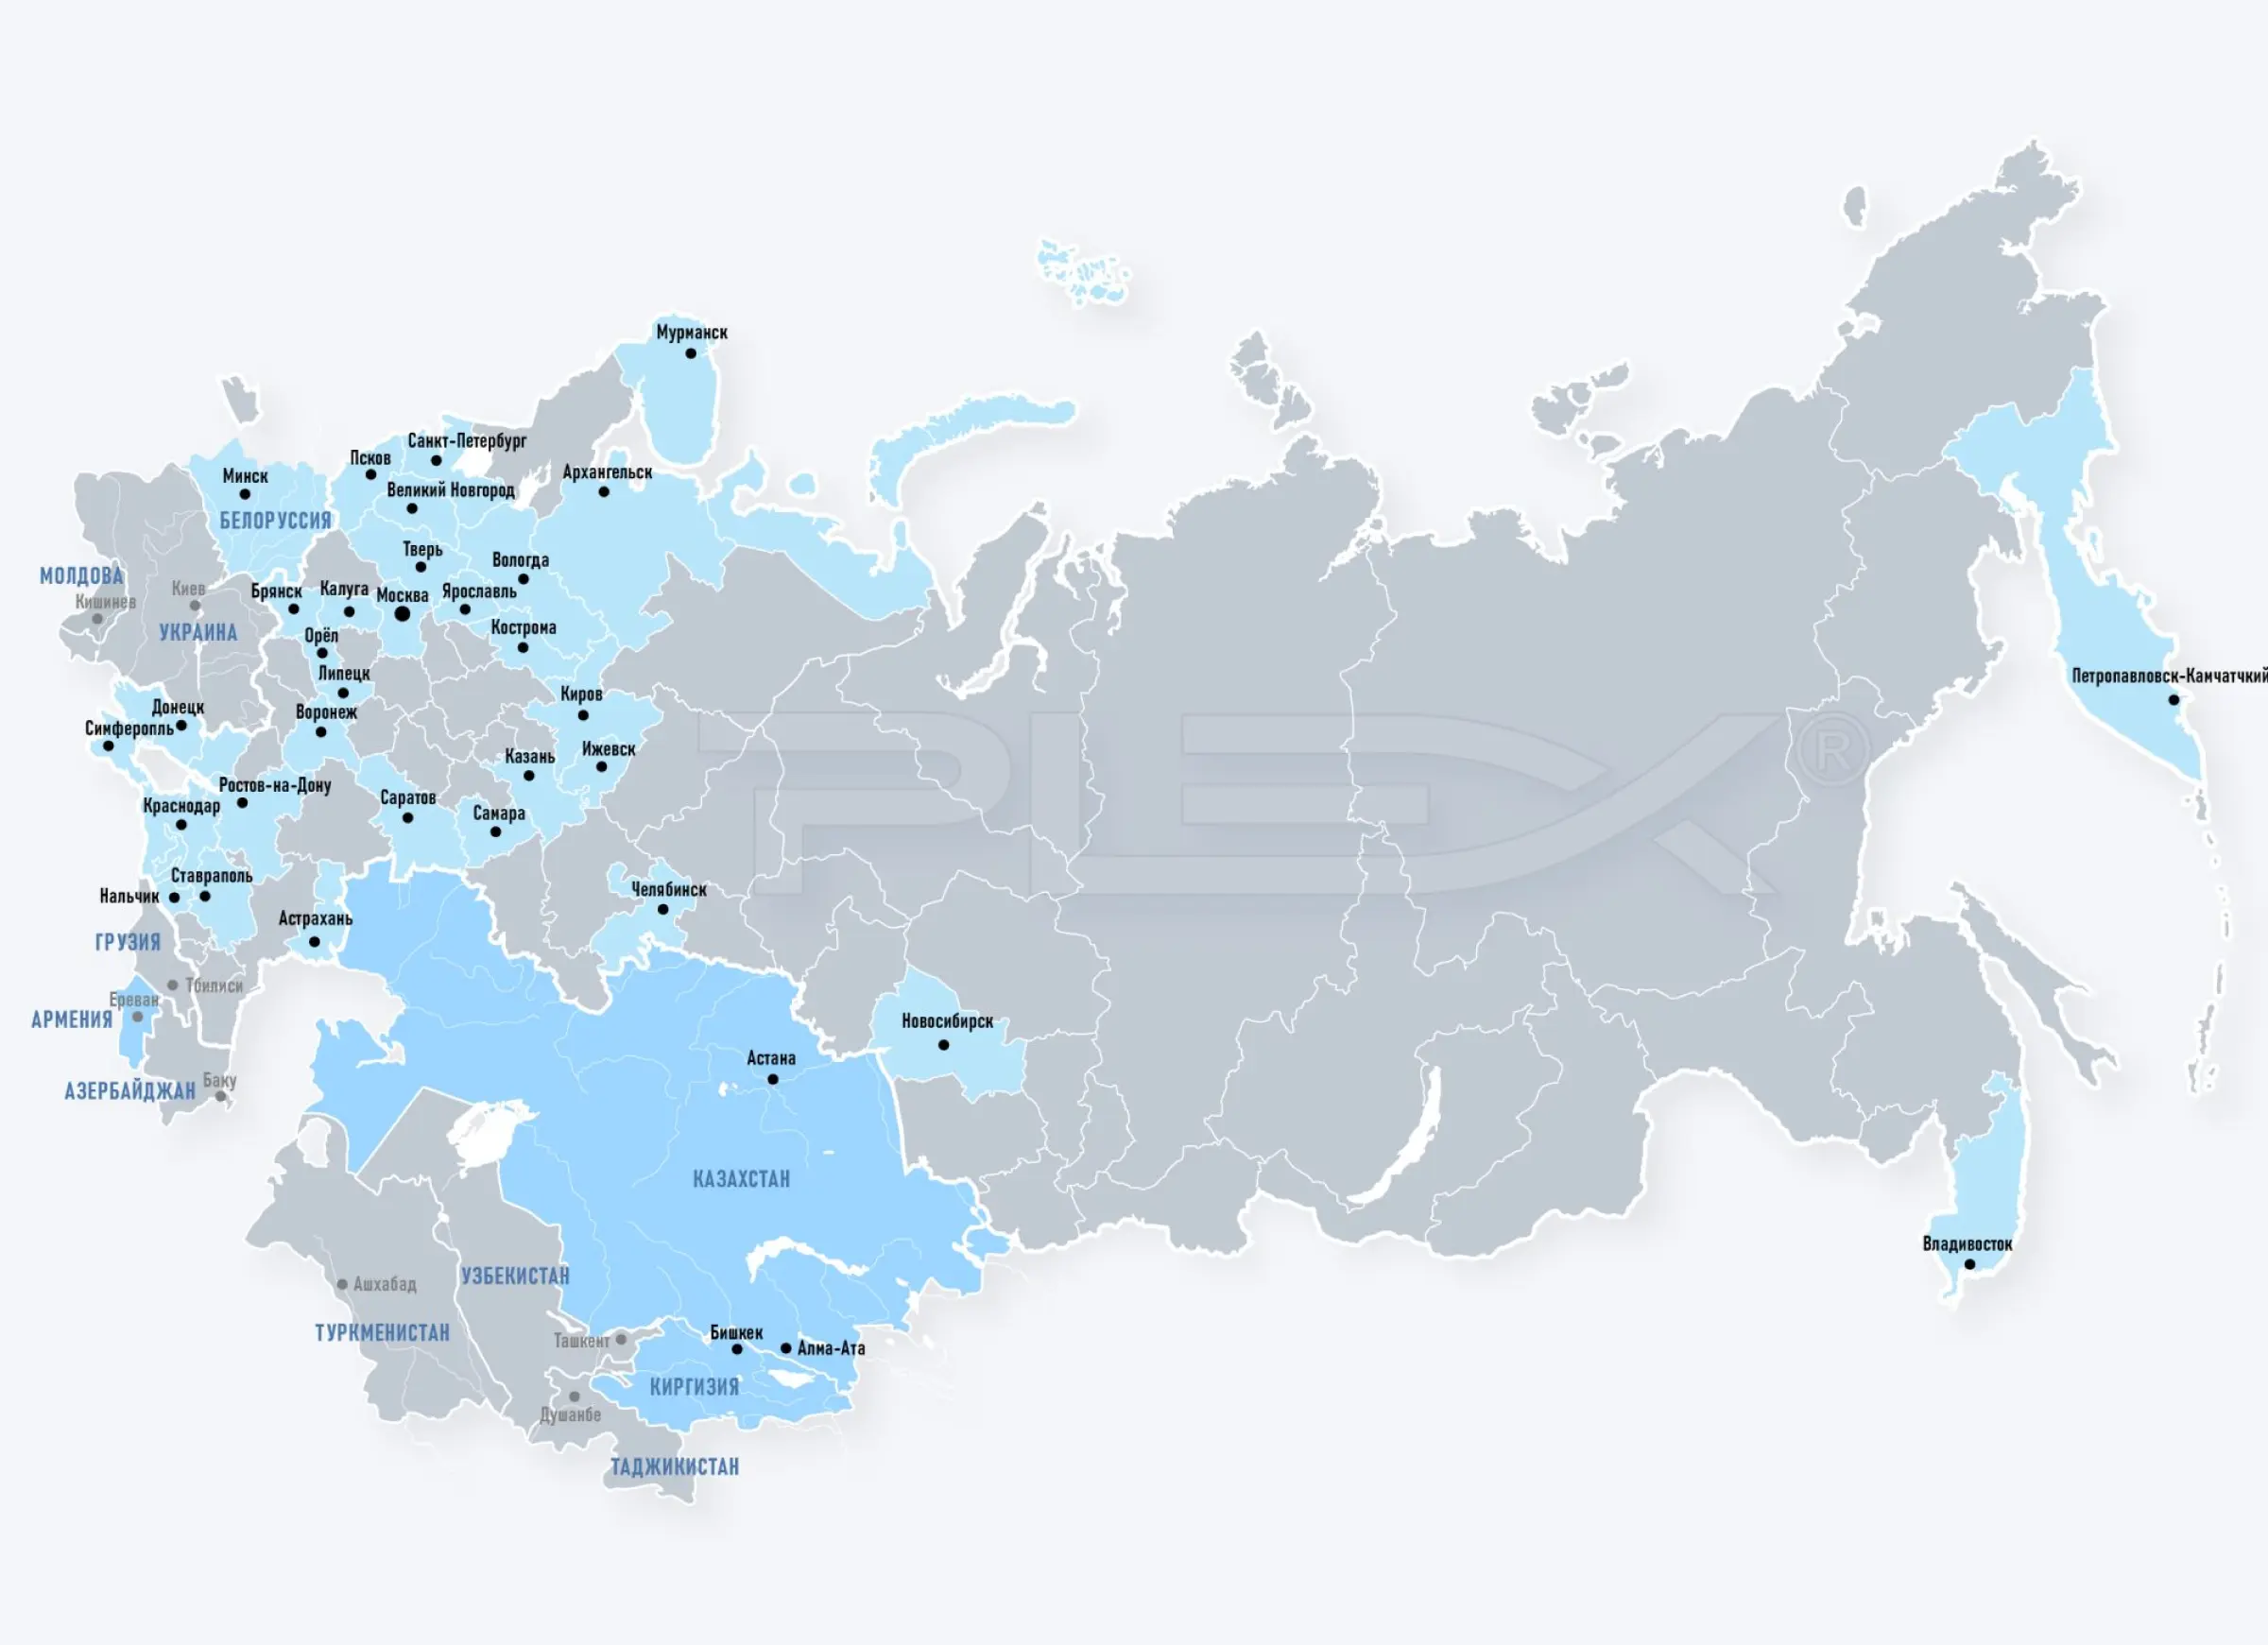 Мурманск
Санкт-Петербург
Псков
Архангельск
Минск
Великий Новгород
БЕЛОРУССИЯ
Тверь
Вологда
МОЛДОВА
Киев
Брянск
Калуга
Москва
Ярославль
Кишинев
УКРАИНА
Орёл
Кострома
Липецк
Петропавловск-Камчатчкий
Киров
Донецк
Воронеж
Симферопль
Ижевск
Казань
PLEX®
Ростов-на-Дону
Краснодар
Саратов
Самара
Ставраполь
Нальчик
Челябинск
Астрахань
ГРУЗИЯ
Тбилиси
Ереван
АРМЕНИЯ
Новосибирск
Астана
Баку
АЗЕРБАЙДЖАН
КАЗАХСТАН
Владивосток
УЗБЕКИСТАН
Ашхабад
ТУРКМЕНИСТАН
Ташкент
Бишкек
Алма-Ата
КИРГИЗИЯ
Душанбе
ТАДЖИКИСТАН